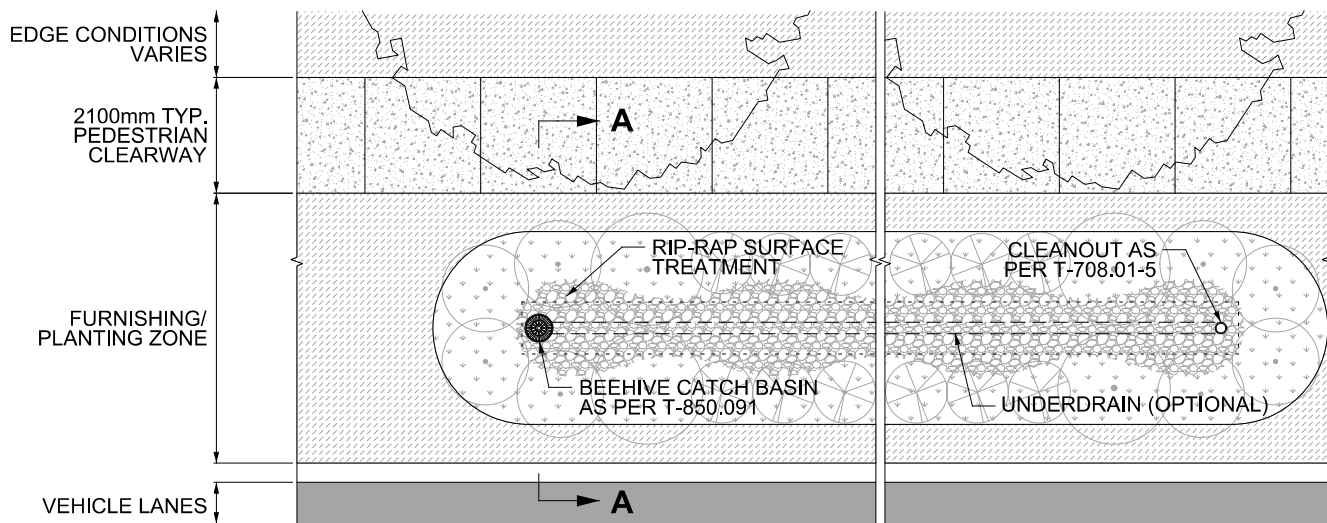 EDGE CONDITIONS
VARIES
2100mm TYP.
PEDESTRIAN
CLEARWAY
A
RIP-RAP SURFACE
TREATMENT
CLEANOUT AS
PER T-708.01-5
FURNISHING/
PLANTING ZONE
BEEHIVE CATCH BASIN
AS PER T-850.091
UNDERDRAIN (OPTIONAL)
VEHICLE LANES
A